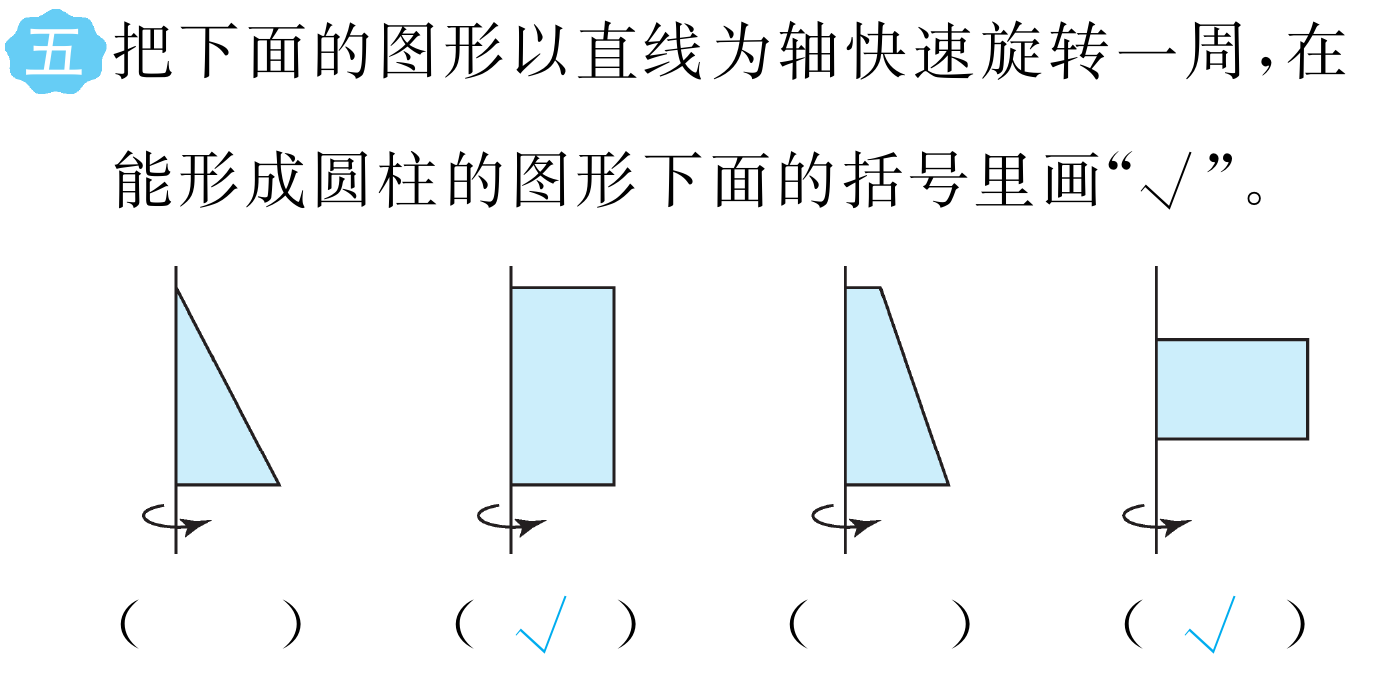 五 把下面的图形以直线为轴快速旋转一周,在
能形成圆柱的图形下面的括号里画“√”。
( ) ( √ ) ( ) ( √ )